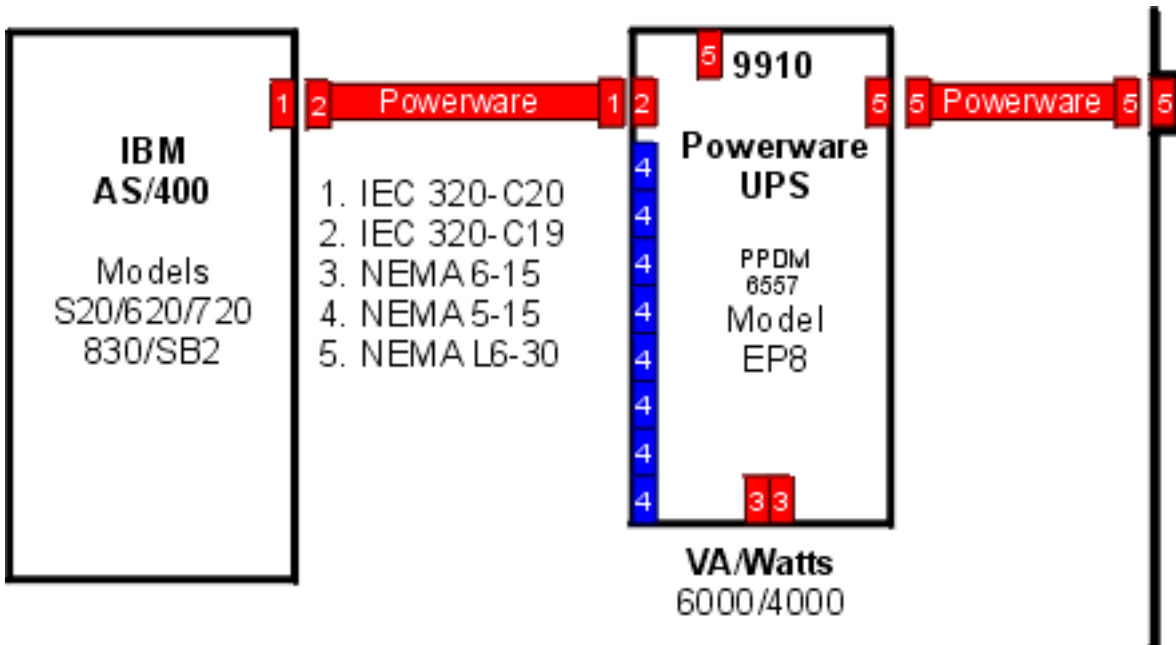 5
9910
1
2 Powerware 1
2
5
5 Powerware 5
5
IBM
AS/400
Models
S20/620/720
830/SB2
1. IEC 320-C20
2. IEC 320-C19
3. NEMA 6-15
4. NEMA 5-15
5. NEMA L6-30
Powerware
UPS
PPDM
6557
Model
EP8
4
4
4
4
4
4
4
4
3 3
VA/Watts
6000/4000